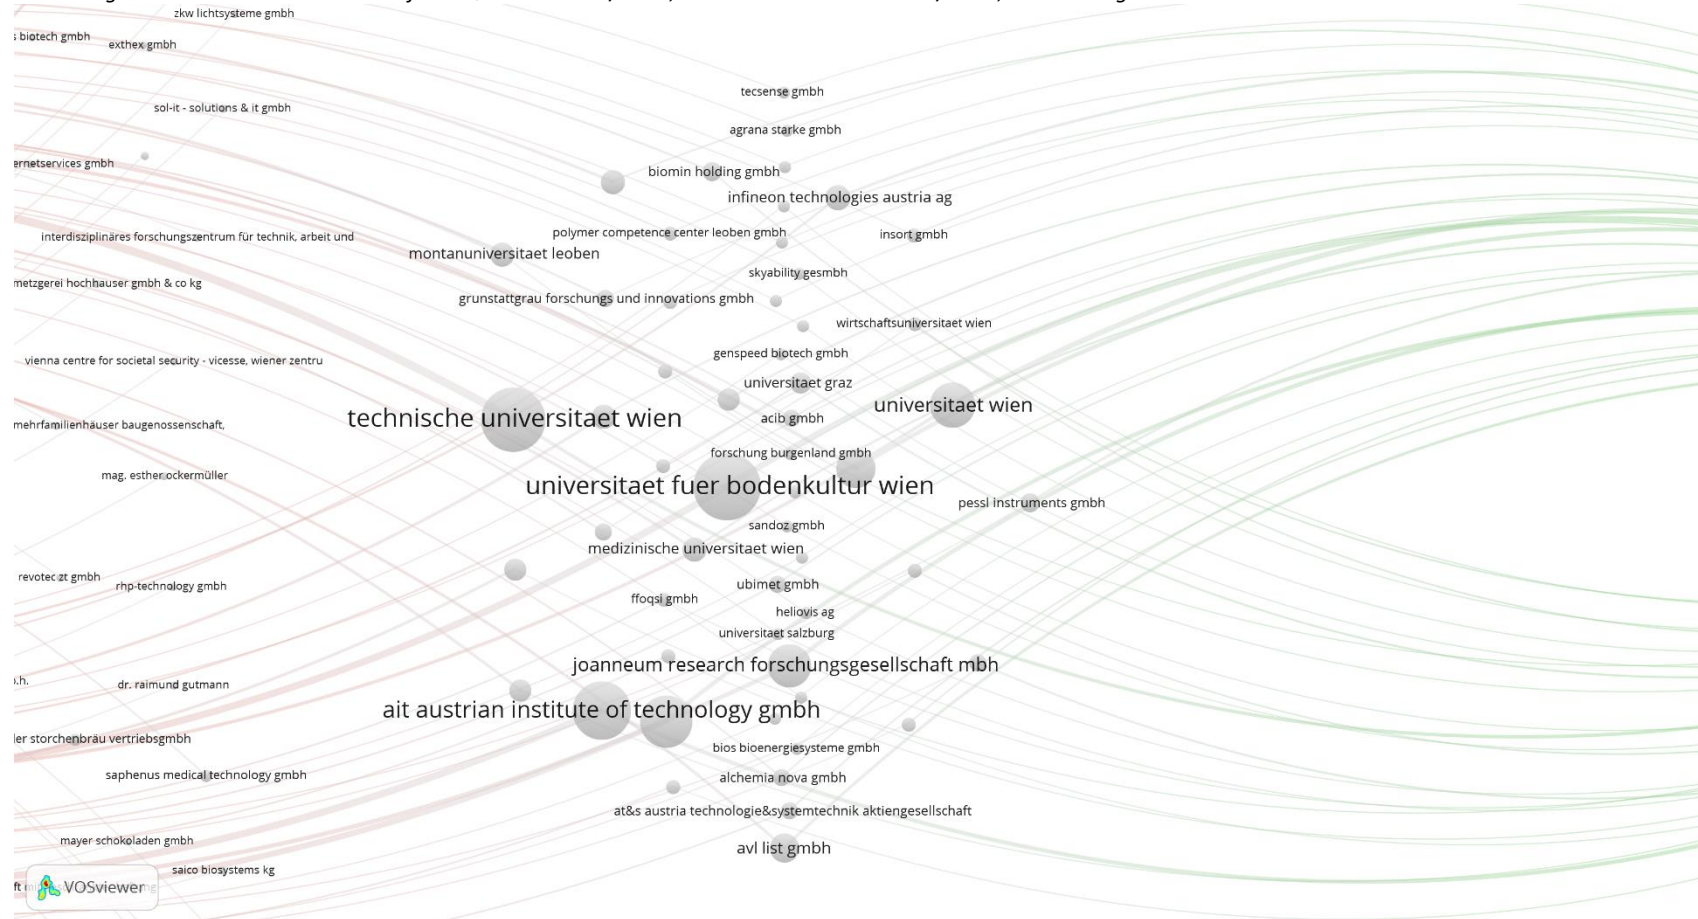 zkw lichtsysteme gmbh
s biotech gmbh
exthex gmbh
tecsense gmbh
sol-it - solutions & it gmbh
agrana starke gmbh
ernetservices gmbh
biomin holding gmbh
infineon technologies austria ag
polymer competence center leoben gmbh
insort gmbh
interdisziplinäres forschungszentrum für technik, arbeit und
montanuniversitaet leoben
skyability gesmbh
metzgerei hochhauser gmbh & co kg
grunstattgrau forschungs und innovations gmbh
wirtschaftsuniversitaet wien
genspeed biotech gmbh
vienna centre for societal security - vicesse, wiener zentru
universitaet graz
universitaet wien
technische universitaet wien
acib gmbh
mehrfamilienhäuser baugenossenschaft,
forschung burgenland gmbh
mag. esther ockermüller
universitaet fuer bodenkultur wien
pessl instruments gmbh
sandoz gmbh
medizinische universitaet wien
revotec zt gmbh
rhp-technology gmbh
ubimet gmbh
ffoqsi gmbh
heliovis ag
universitaet salzburg
joanneum research forschungsgesellschaft mbh
.h.
dr. raimund gutmann
ait austrian institute of technology gmbh
ler storchenbräu vertriebsgmbh
bios bioenergiesysteme gmbh
saphenus medical technology gmbh
alchemia nova gmbh
at&s austria technologie&systemtechnik aktiengesellschaft
mayer schokoladen gmbh
avl list gmbh
saico biosystems kg
VOSviewer